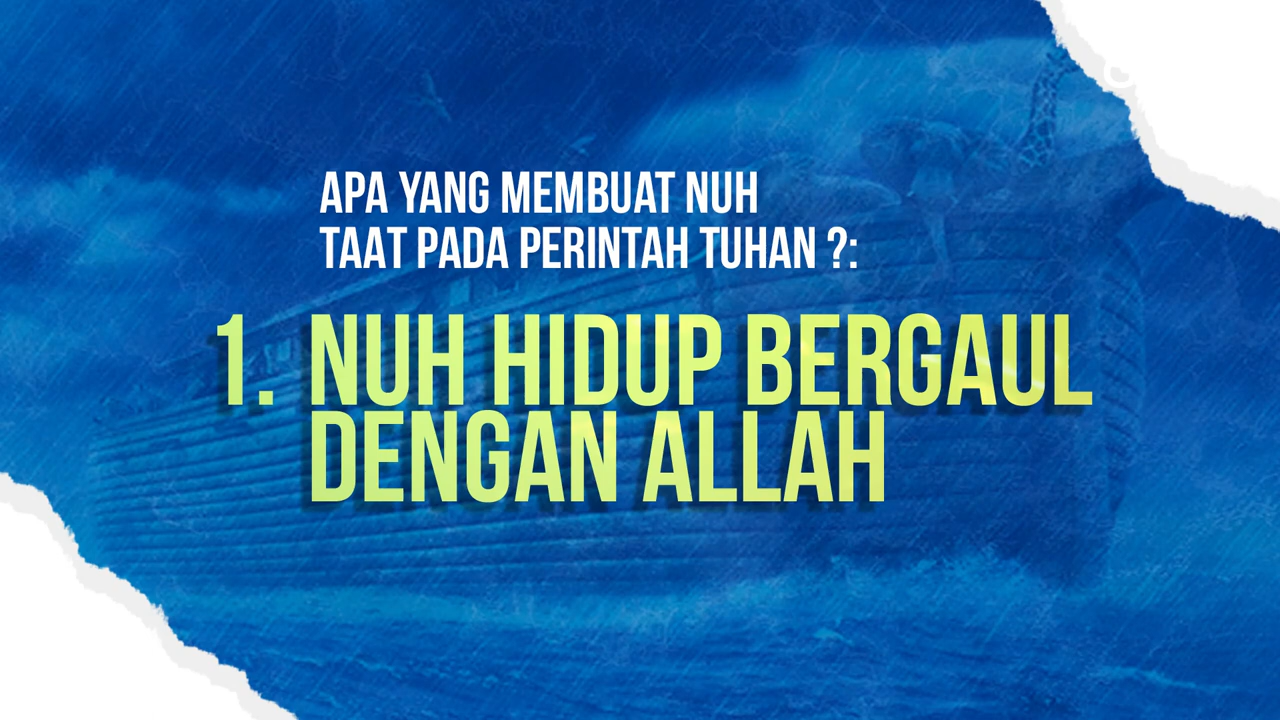 APA YANG MEMBUAT NUH
TAAT PADA PERINTAH TUHAN ?:
1. NUH HIDUP BERGAUL
DENGAN ALLAH